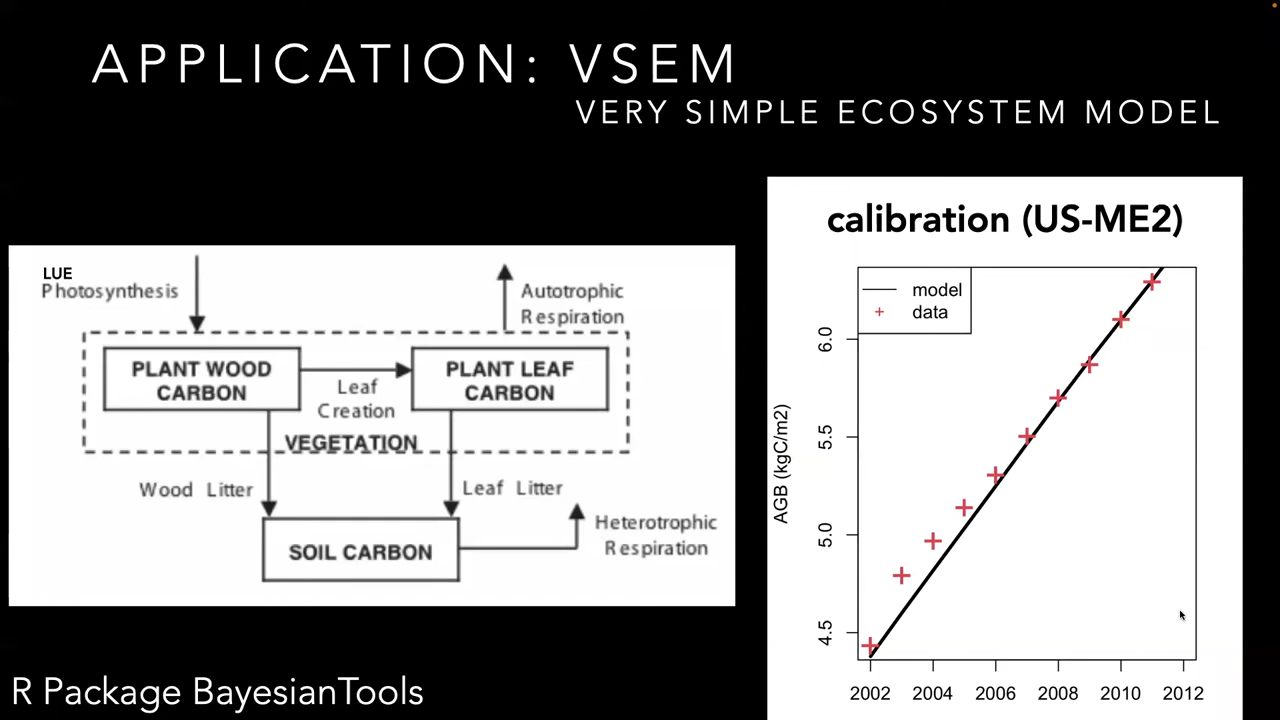 APPLICATION: VSEM
VERY SIMPLE ECOSYSTEM MODEL
LUE
Photosynthesis
Autotrophic
Respiration
PLANT WOOD
CARBON
Leaf
Creation
PLANT LEAF
CARBON
VEGETATION
Wood Litter
Leaf Litter
SOIL CARBON
Heterotrophic
Respiration
R Package BayesianTools
calibration (US-ME2)
model
data
AGB (kgC/m2)
6.0
5.5
5.0
4.5
2002 2004 2006 2008 2010 2012